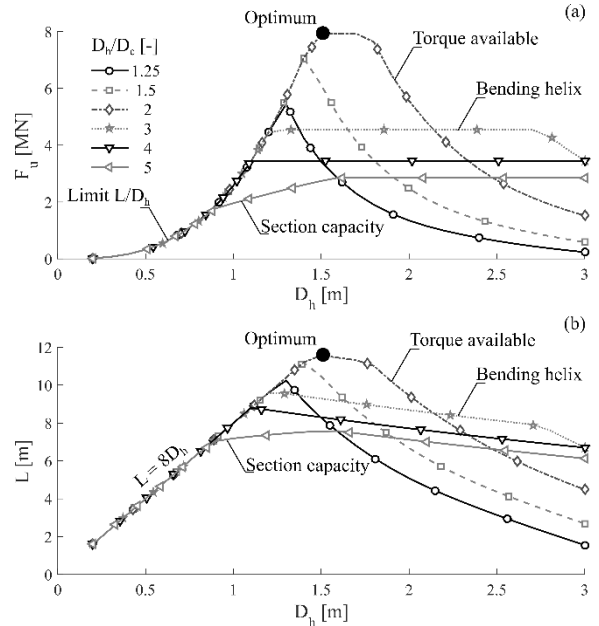 (a)
Optimum
D_h/D_c [-]
1.25
1.5
2
3
4
5
Torque available
Bending helix
Limit L/D_h
Section capacity
F_u [MN]
8
6
4
2
0
0 0.5 1 1.5 2 2.5 3
D_h [m]
(b)
Optimum
Torque available
Bending helix
L = 8D_h
Section capacity
L [m]
12
10
8
6
4
2
0
0 0.5 1 1.5 2 2.5 3
D_h [m]